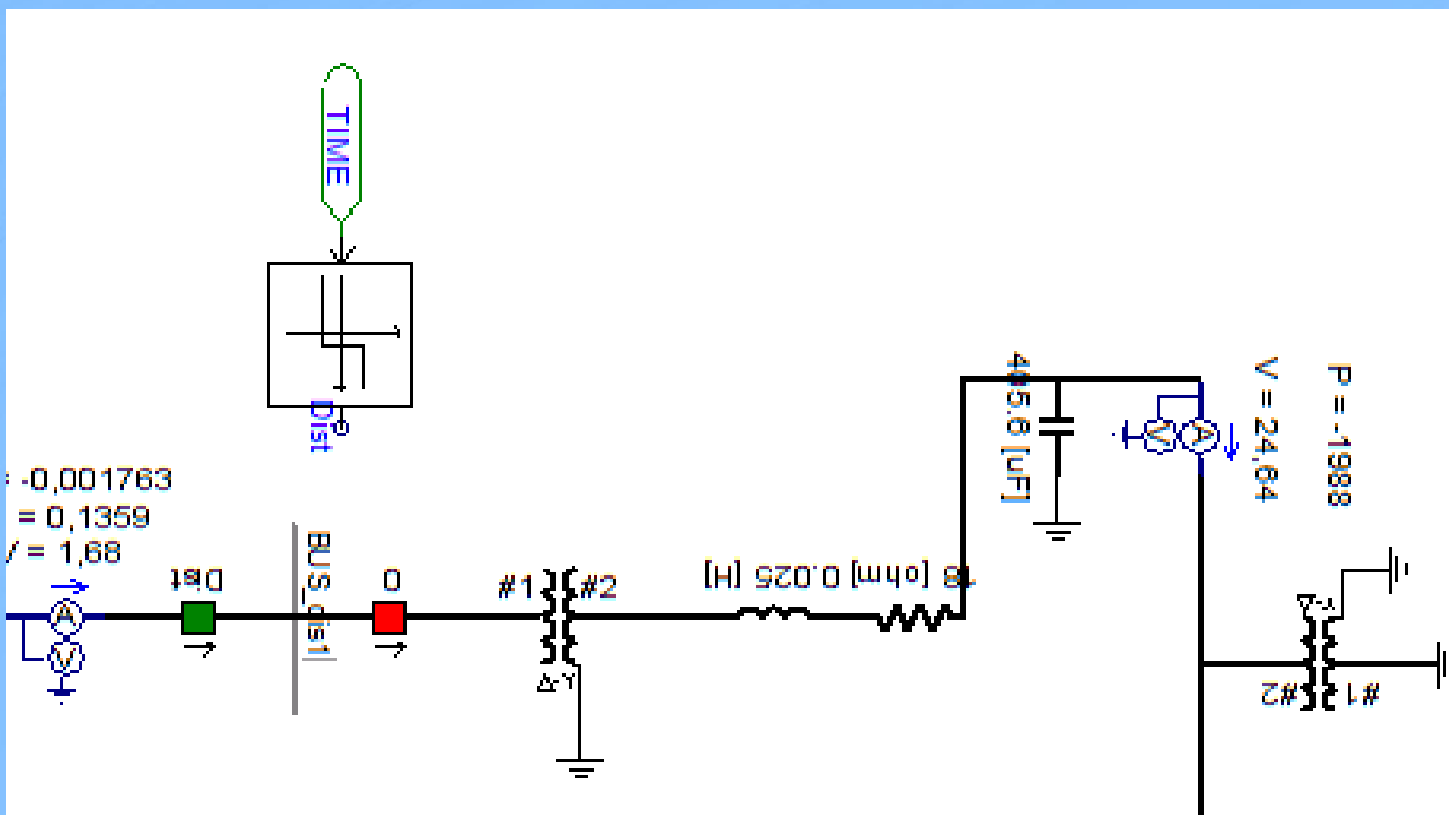 TIME
Dist
P = -1988
V = 24,64
-0,001763
= 0,1359
= 1,68
Dist
BUS_dis1
0
#1
#2
0.025 [H]
[ohm]
[uF]
A
V
A
V
#2
#1